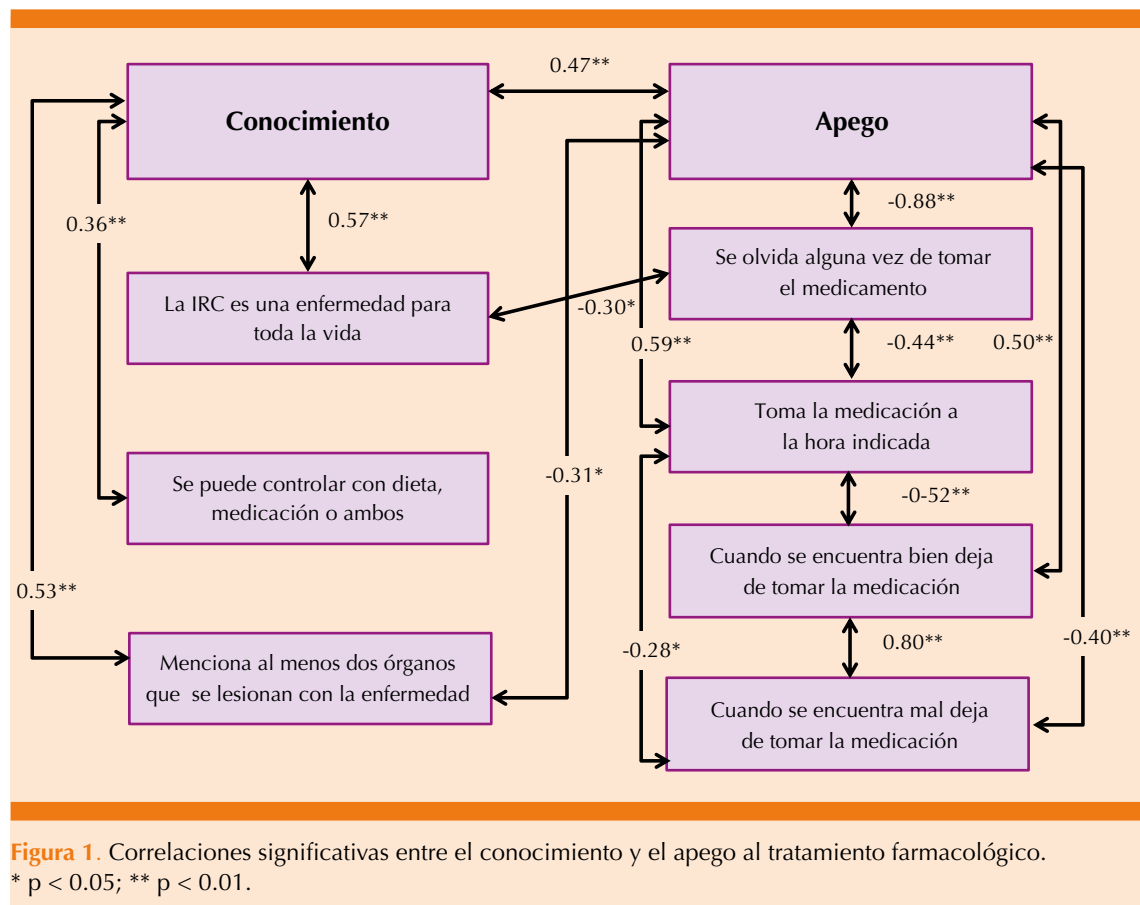 0.47**
Conocimiento
Apego
0.36**
0.57**
-0.88**
Se olvida alguna vez de tomar
el medicamento
La IRC es una enfermedad para
toda la vida
-0.30*
0.59**
-0.44**
0.50**
Toma la medicación a
la hora indicada
Se puede controlar con dieta,
medicación o ambos
-0.31*
-0-52**
Cuando se encuentra bien deja
de tomar la medicación
0.53**
Menciona al menos dos órganos
que se lesionan con la enfermedad
-0.28*
0.80**
-0.40**
Cuando se encuentra mal deja
de tomar la medicación
Figura 1. Correlaciones significativas entre el conocimiento y el apego al tratamiento farmacológico.
* p < 0.05; ** p < 0.01.